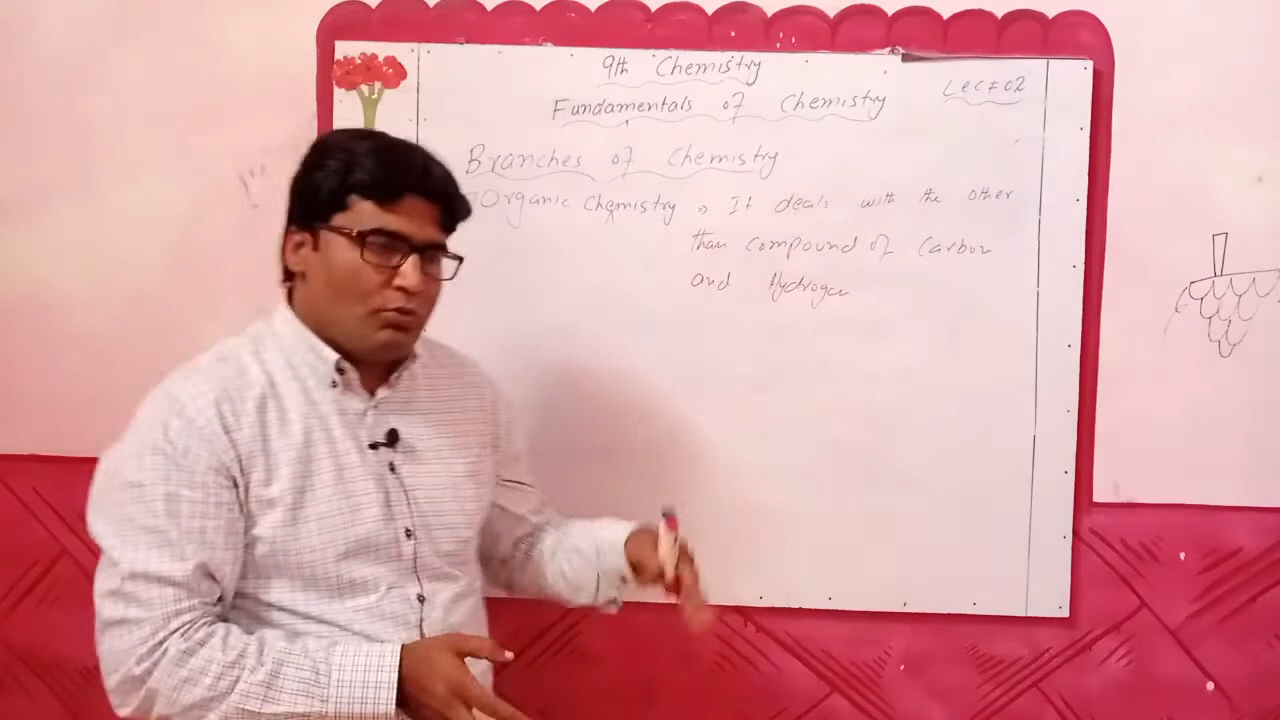 9th Chemistry
Lec # 02
Fundamentals of Chemistry
Branches of Chemistry
Organic Chemistry → It deals with the other
than compound of Carbon
and Hydrogen